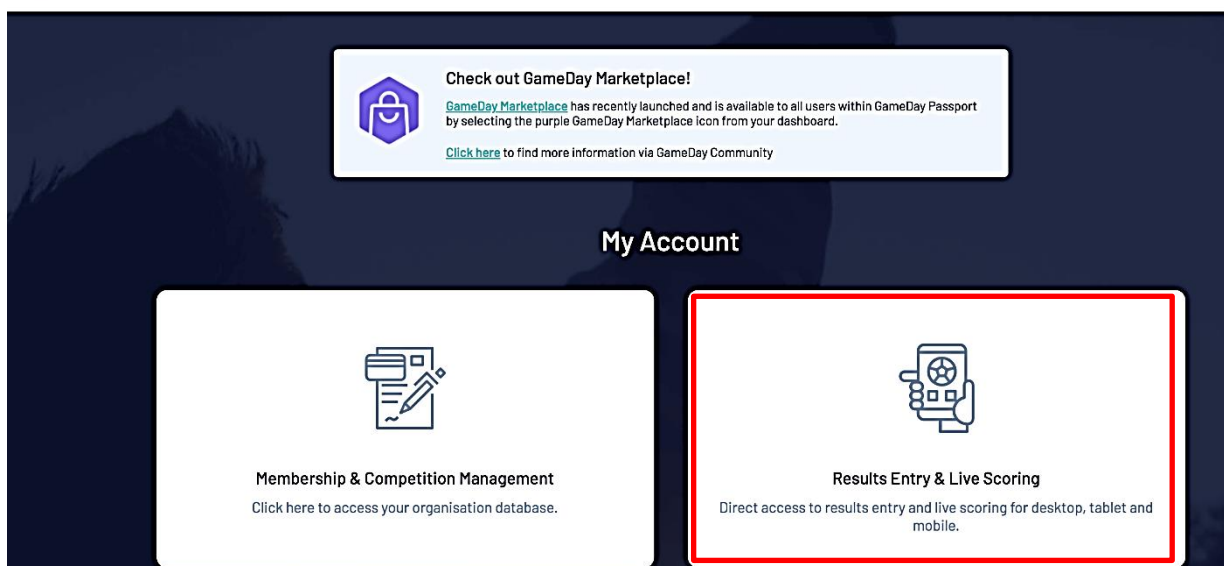 Check out GameDay Marketplace!
GameDay Marketplace has recently launched and is available to all users within GameDay Passport
by selecting the purple GameDay Marketplace icon from your dashboard.
Click here to find more information via GameDay Community
My Account
Membership & Competition Management
Click here to access your organisation database.
Results Entry & Live Scoring
Direct access to results entry and live scoring for desktop, tablet and
mobile.